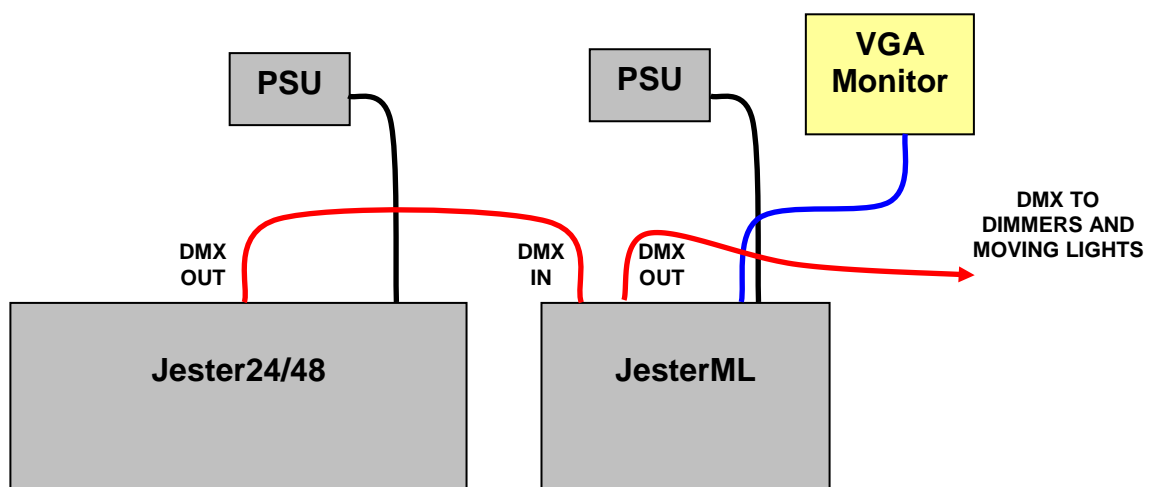 PSU
PSU
VGA
Monitor
DMX TO
DIMMERS AND
MOVING LIGHTS
DMX
OUT
DMX
IN
DMX
OUT
Jester24/48
JesterML